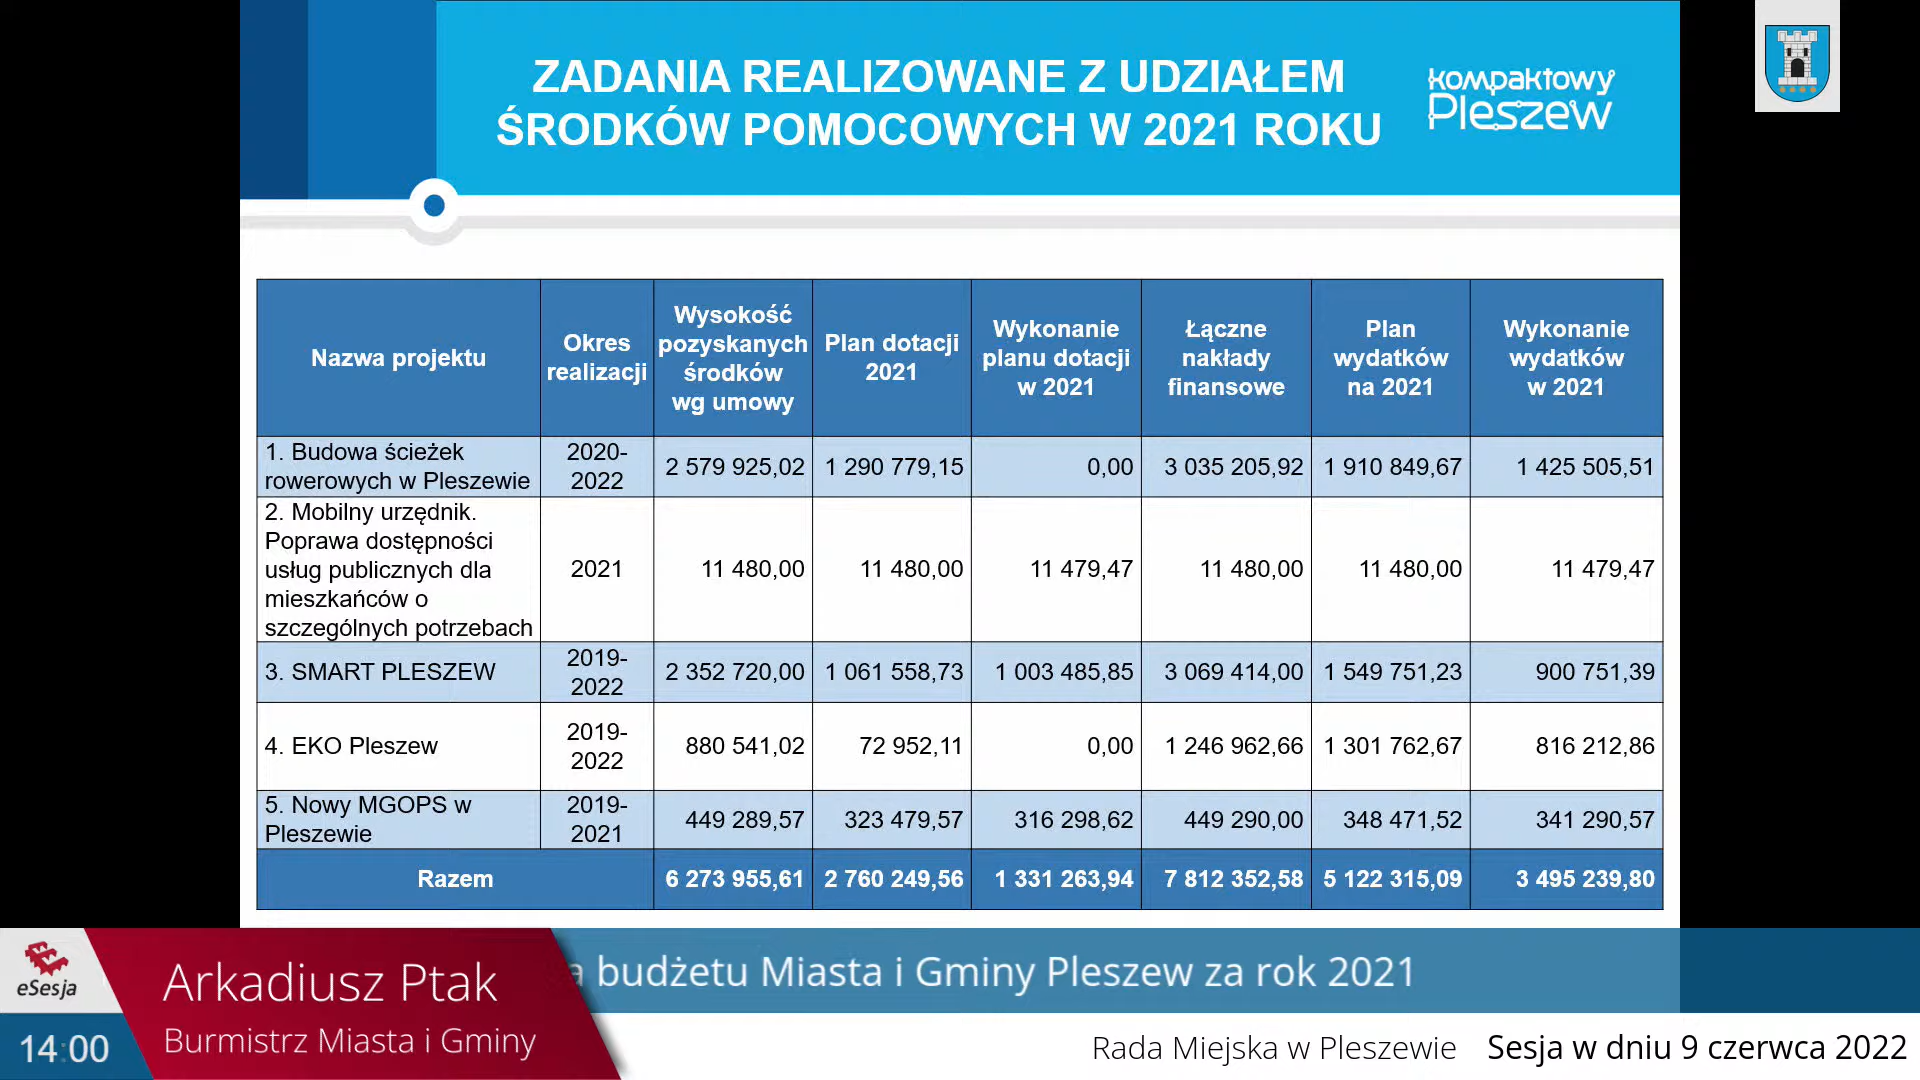 ZADANIA REALIZOWANE Z UDZIAŁEM
ŚRODKÓW POMOCOWYCH W 2021 ROKU
kompaktowy
Pleszew
Nazwa projektu
Okres
realizacji
Wysokość
pozyskanych
środków
wg umowy
Plan dotacji
2021
Wykonanie
planu dotacji
w 2021
Łączne
nakłady
finansowe
Plan
wydatków
na 2021
Wykonanie
wydatków
w 2021
1. Budowa ścieżek
rowerowych w Pleszewie
2020-
2022
2 579 925,02
1 290 779,15
0,00
3 035 205,92
1 910 849,67
1 425 505,51
2. Mobilny urzędnik.
Poprawa dostępności
usług publicznych dla
mieszkańców o
szczególnych potrzebach
2021
11 480,00
11 480,00
11 479,47
11 480,00
11 480,00
11 479,47
3. SMART PLESZEW
2019-
2022
2 352 720,00
1 061 558,73
1 003 485,85
3 069 414,00
1 549 751,23
900 751,39
4. EKO Pleszew
2019-
2022
880 541,02
72 952,11
0,00
1 246 962,66
1 301 762,67
816 212,86
5. Nowy MGOPS w
Pleszewie
2019-
2021
449 289,57
323 479,57
316 298,62
449 290,00
348 471,52
341 290,57
Razem
6 273 955,61
2 760 249,56
1 331 263,94
7 812 352,58
5 122 315,09
3 495 239,80
eSesja
Arkadiusz Ptak
a budżetu Miasta i Gminy Pleszew za rok 2021
14:00
Burmistrz Miasta i Gminy
Rada Miejska w Pleszewie
Sesja w dniu 9 czerwca 2022